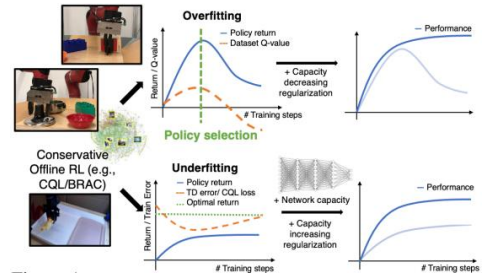 Overfitting
Policy return
Dataset Q-value
Return / Q-value
# Training steps
Policy selection
+ Capacity
decreasing
regularization
Performance
# Training steps
Conservative
Offline RL (e.g.,
CQL/BRAC)
Underfitting
Policy return
TD error/ CQL loss
Optimal return
Return / Train Error
# Training steps
+ Network capacity
+ Capacity
increasing
regularization
Performance
# Training steps